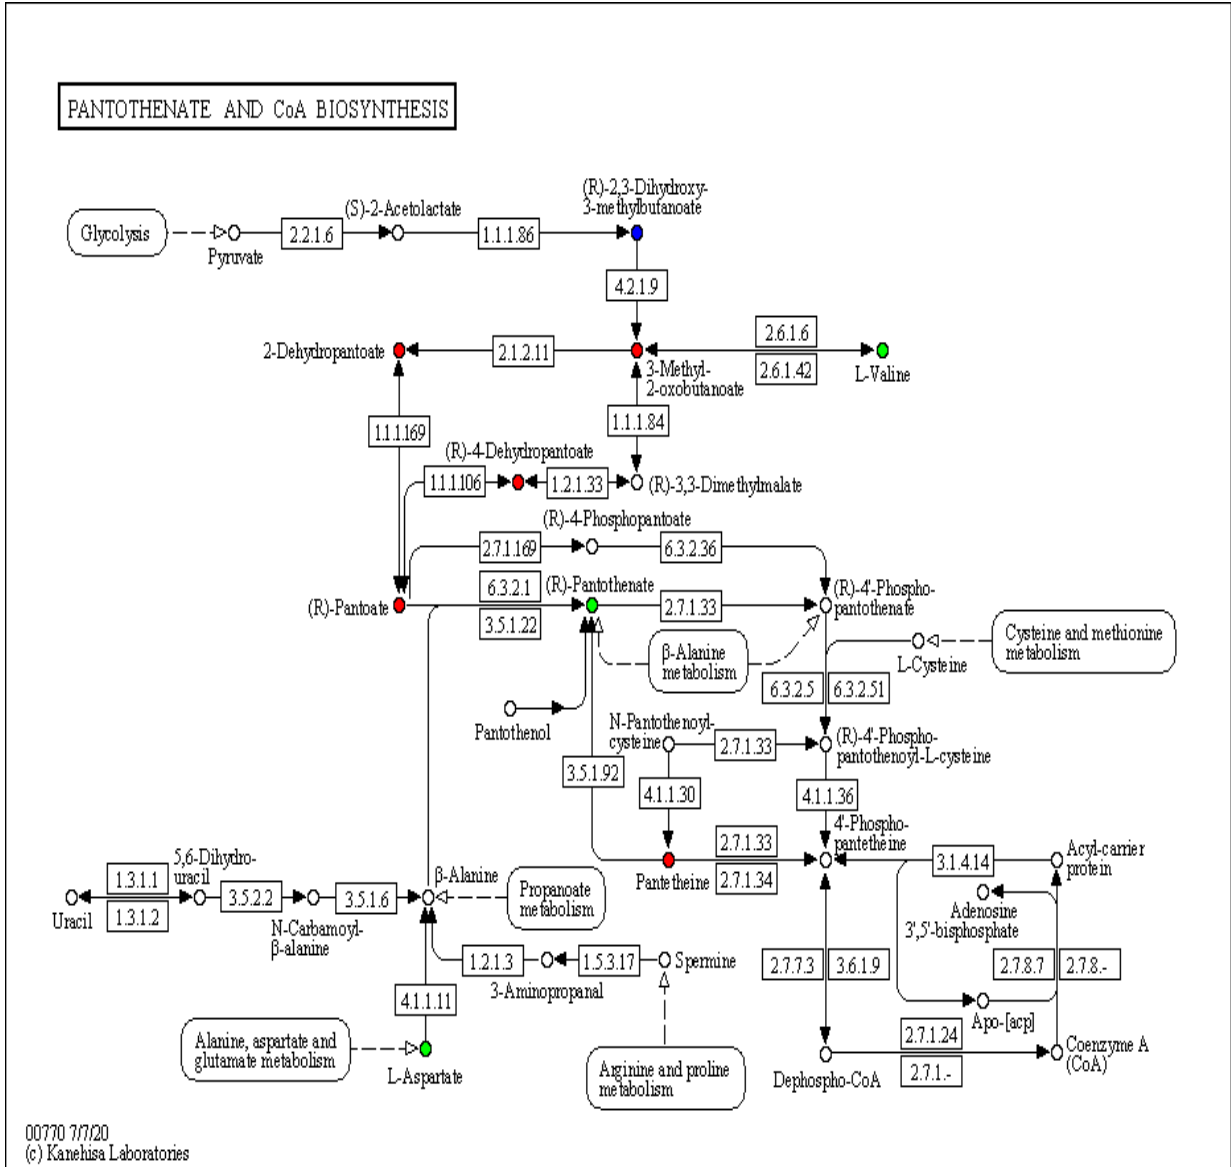 PANTOTHENATE AND CoA BIOSYNTHESIS
(R)-2,3-Dihydroxy-
3-methylbutanoate
(S)-2-Acetolactate
Glycolysis
2.2.1.6
1.1.1.86
Pyruvate
4.2.1.9
2.6.1.6
2-Dehydropantoate
2.1.2.11
3-Methyl-
2-oxobutanoate
2.6.1.42
L-Valine
1.1.1.169
1.1.1.84
(R)-4-Dehydropantoate
1.1.1.106
1.2.1.33
(R)-3,3-Dimethylmalate
(R)-4-Phosphopantoate
2.7.1.169
6.3.2.36
6.3.2.1
(R)-Pantothenate
(R)-4'-Phospho-
pantothenate
(R)-Pantoate
3.5.1.22
2.7.1.33
β-Alanine
metabolism
L-Cysteine
Cysteine and methionine
metabolism
6.3.2.5
6.3.2.51
Pantothenol
N-Pantothenoyl-
cysteine
2.7.1.33
(R)-4'-Phospho-
pantothenoyl-L-cysteine
3.5.1.92
4.1.1.30
4.1.1.36
4'-Phospho-
pantetheine
2.7.1.33
Pantetheine
2.7.1.34
3.1.4.14
Acyl-carrier
protein
5,6-Dihydro-
uracil
1.3.1.1
3.5.2.2
3.5.1.6
β-Alanine
Propanoate
metabolism
Uracil
1.3.1.2
N-Carbamoyl-
β-alanine
Adenosine
3',5'-bisphosphate
1.2.1.3
1.5.3.17
Spermine
3-Aminopropanal
2.7.7.3
3.6.1.9
2.7.8.7
2.7.8.-
4.1.1.11
Apo-[acp]
Alanine, aspartate and
glutamate metabolism
L-Aspartate
Arginine and proline
metabolism
Dephospho-CoA
2.7.1.24
2.7.1.-
Coenzyme A
(CoA)
00770 7/7/20
(c) Kanehisa Laboratories